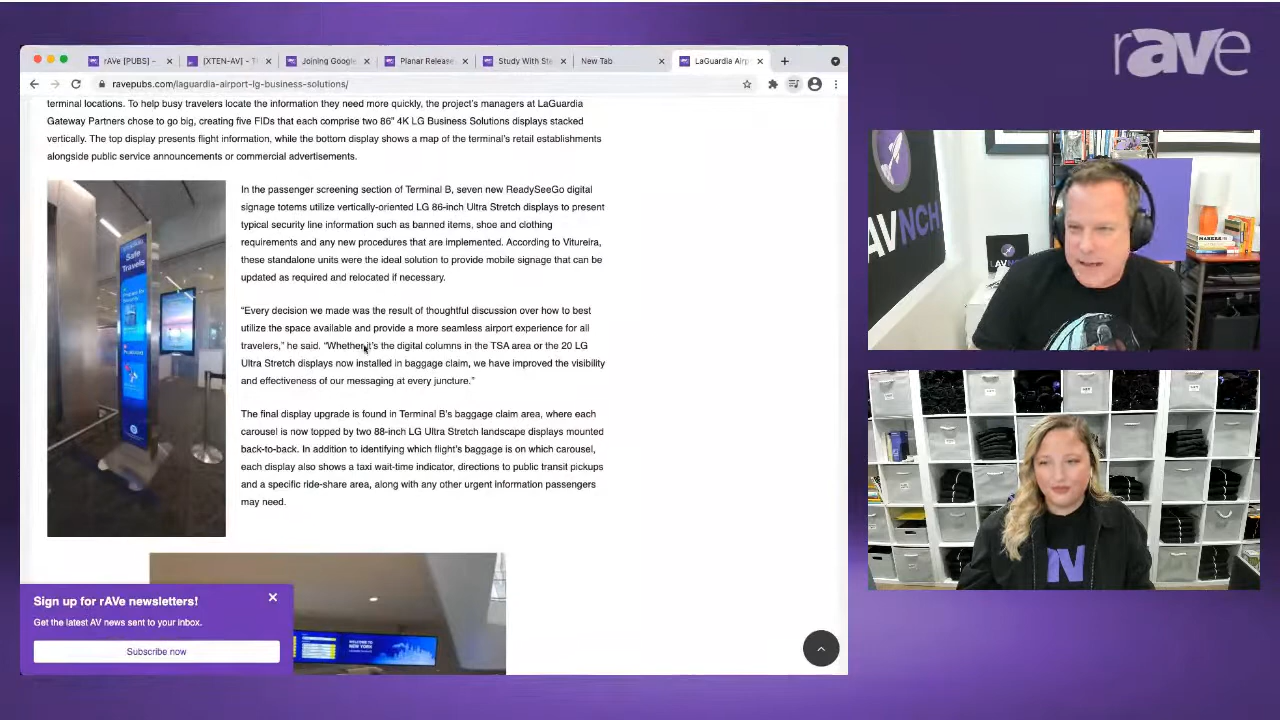 rAVe
rAVe [PUBS] –
[XTEN-AV] - T
Joining Google
Planar Release
Study With Ste
New Tab
LaGuardia Airp
ravepubs.com/laguardia-airport-lg-business-solutions/
terminal locations. To help busy travelers locate the information they need more quickly, the project's managers at LaGuardia
Gateway Partners chose to go big, creating five FIDs that each comprise two 86" 4K LG Business Solutions displays stacked
vertically. The top display presents flight information, while the bottom display shows a map of the terminal's retail establishments
alongside public service announcements or commercial advertisements.
In the passenger screening section of Terminal B, seven new ReadySeeGo digital
signage totems utilize vertically-oriented LG 86-inch Ultra Stretch displays to present
typical security line information such as banned items, shoe and clothing
requirements and any new procedures that are implemented. According to Vitureira,
these standalone units were the ideal solution to provide mobile signage that can be
updated as required and relocated if necessary.
“Every decision we made was the result of thoughtful discussion over how to best
utilize the space available and provide a more seamless airport experience for all
travelers,” he said. “Whether it's the digital columns in the TSA area or the 20 LG
Ultra Stretch displays now installed in baggage claim, we have improved the visibility
and effectiveness of our messaging at every juncture.”
The final display upgrade is found in Terminal B's baggage claim area, where each
carousel is now topped by two 88-inch LG Ultra Stretch landscape displays mounted
back-to-back. In addition to identifying which flight's baggage is on which carousel,
each display also shows a taxi wait-time indicator, directions to public transit pickups
and a specific ride-share area, along with any other urgent information passengers
may need.
Safe
Travels
WELCOME TO
NEW YORK
Sign up for rAVe newsletters!
Get the latest AV news sent to your inbox.
Subscribe now
AVNCH
LAVNCH
N